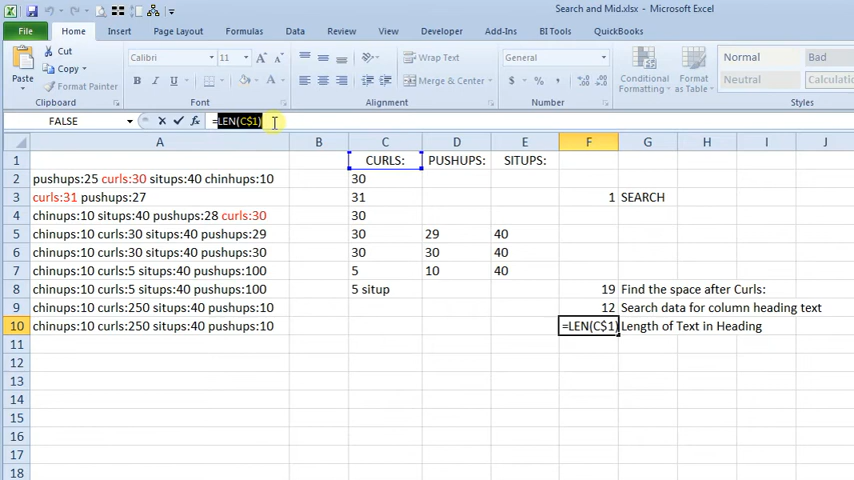 Search and Mid.xlsx - Microsoft Excel
File Home Insert Page Layout Formulas Data Review View Developer Add-Ins BI Tools QuickBooks
Paste Cut Calibri 11 A A Wrap Text General Conditional Formatting Format as Table Normal Bad
Copy B I U A Merge & Center $ % , Neutral Calculatio
Format Painter
Clipboard Font Alignment Number Styles
FALSE fx =LEN(C$1)
A B C D E F G H I J
1 CURLS: PUSHUPS: SITUPS:
2 pushups:25 curls:30 situps:40 chinhups:10 30
3 curls:31 pushups:27 31 1 SEARCH
4 chinups:10 situps:40 pushups:28 curls:30 30
5 chinups:10 curls:30 situps:40 pushups:29 30 29 40
6 chinups:10 curls:30 situps:40 pushups:30 30 30 40
7 chinups:10 curls:5 situps:40 pushups:100 5 10 40
8 chinups:10 curls:5 situps:40 pushups:100 5 situp 19 Find the space after Curls:
9 chinups:10 curls:250 situps:40 pushups:10 12 Search data for column heading text
10 chinups:10 curls:250 situps:40 pushups:10 =LEN(C$1) Length of Text in Heading
11
12
13
14
15
16
17
18